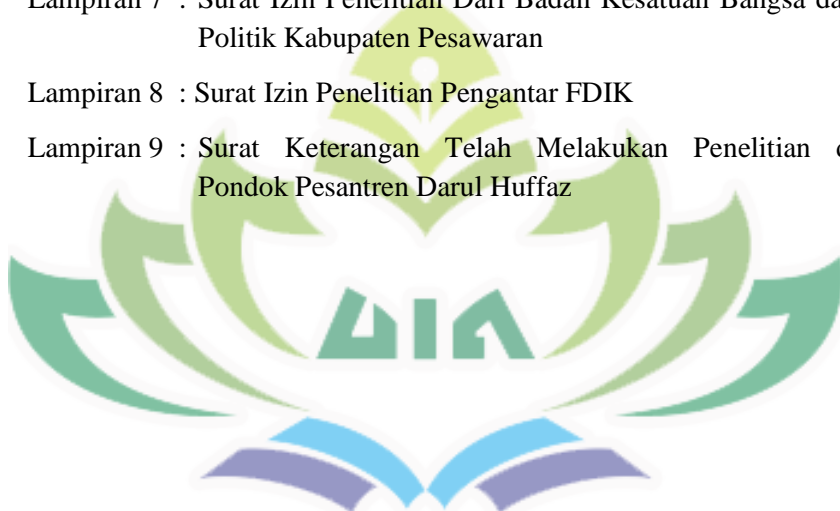 Lampiran 7 : Surat Izin Penelitian Dari Badan Kesatuan Bangsa da
Politik Kabupaten Pesawaran
Lampiran 8 : Surat Izin Penelitian Pengantar FDIK
Lampiran 9 : Surat Keterangan Telah Melakukan Penelitian
Pondok Pesantren Darul Huffaz
UIN